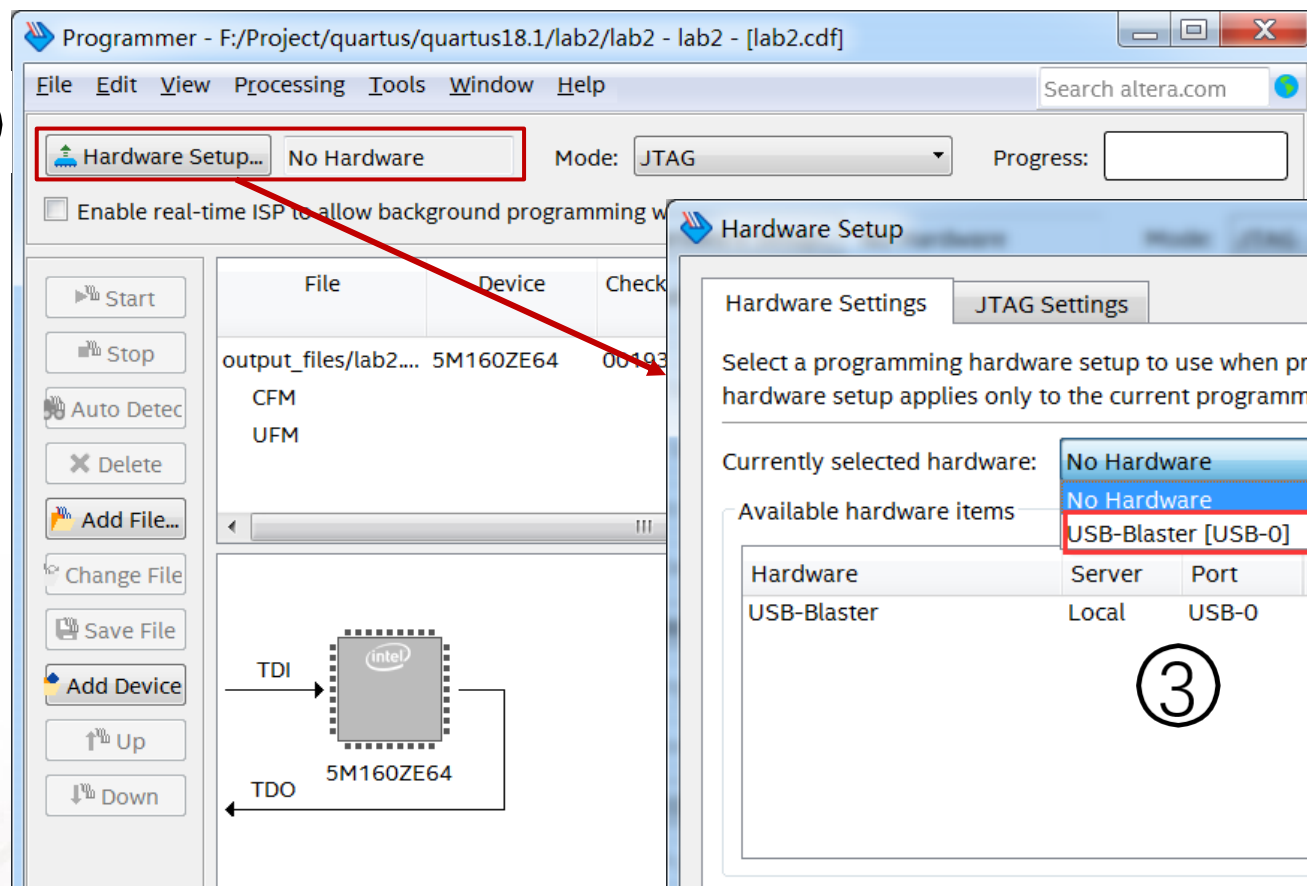 Programmer - F:/Project/quartus/quartus18.1/lab2/lab2 - lab2 - [lab2.cdf]
File Edit View Processing Tools Window Help
Search altera.com
Hardware Setup... No Hardware Mode: JTAG Progress:
Enable real-time ISP to allow background programming w
Start
Stop
Auto Detec
Delete
Add File...
Change File
Save File
Add Device
Up
Down
File Device Check
output_files/lab2.... 5M160ZE64 00193
CFM
UFM
TDI
intel
5M160ZE64
TDO
Hardware Setup
Hardware Settings JTAG Settings
Select a programming hardware setup to use when pr
hardware setup applies only to the current programm
Currently selected hardware: No Hardware
No Hardware
USB-Blaster [USB-0]
Available hardware items
Hardware Server Port
USB-Blaster Local USB-0
③